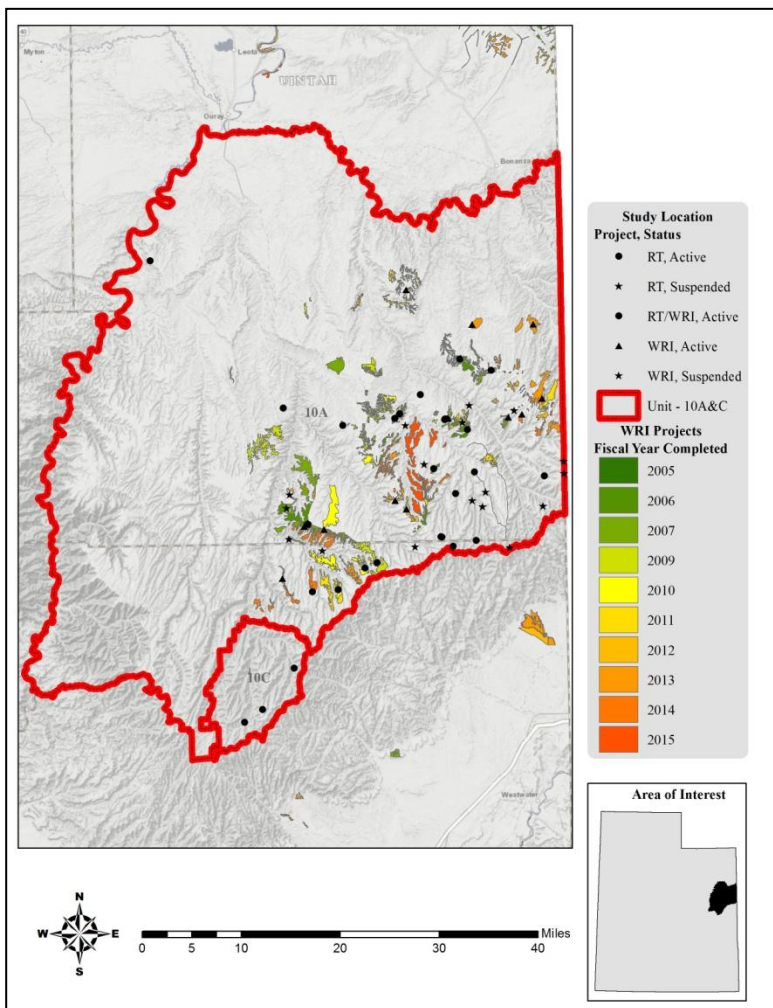 40
Myton
Leota
UINTAH
Ouray
Bonanza
10A
10C
Westwater
Study Location
Project, Status
RT, Active
RT, Suspended
RT/WRI, Active
WRI, Active
WRI, Suspended
Unit - 10A&C
WRI Projects
Fiscal Year Completed
2005
2006
2007
2009
2010
2011
2012
2013
2014
2015
Area of Interest
N
W E
S
0 5 10 20 30 40 Miles